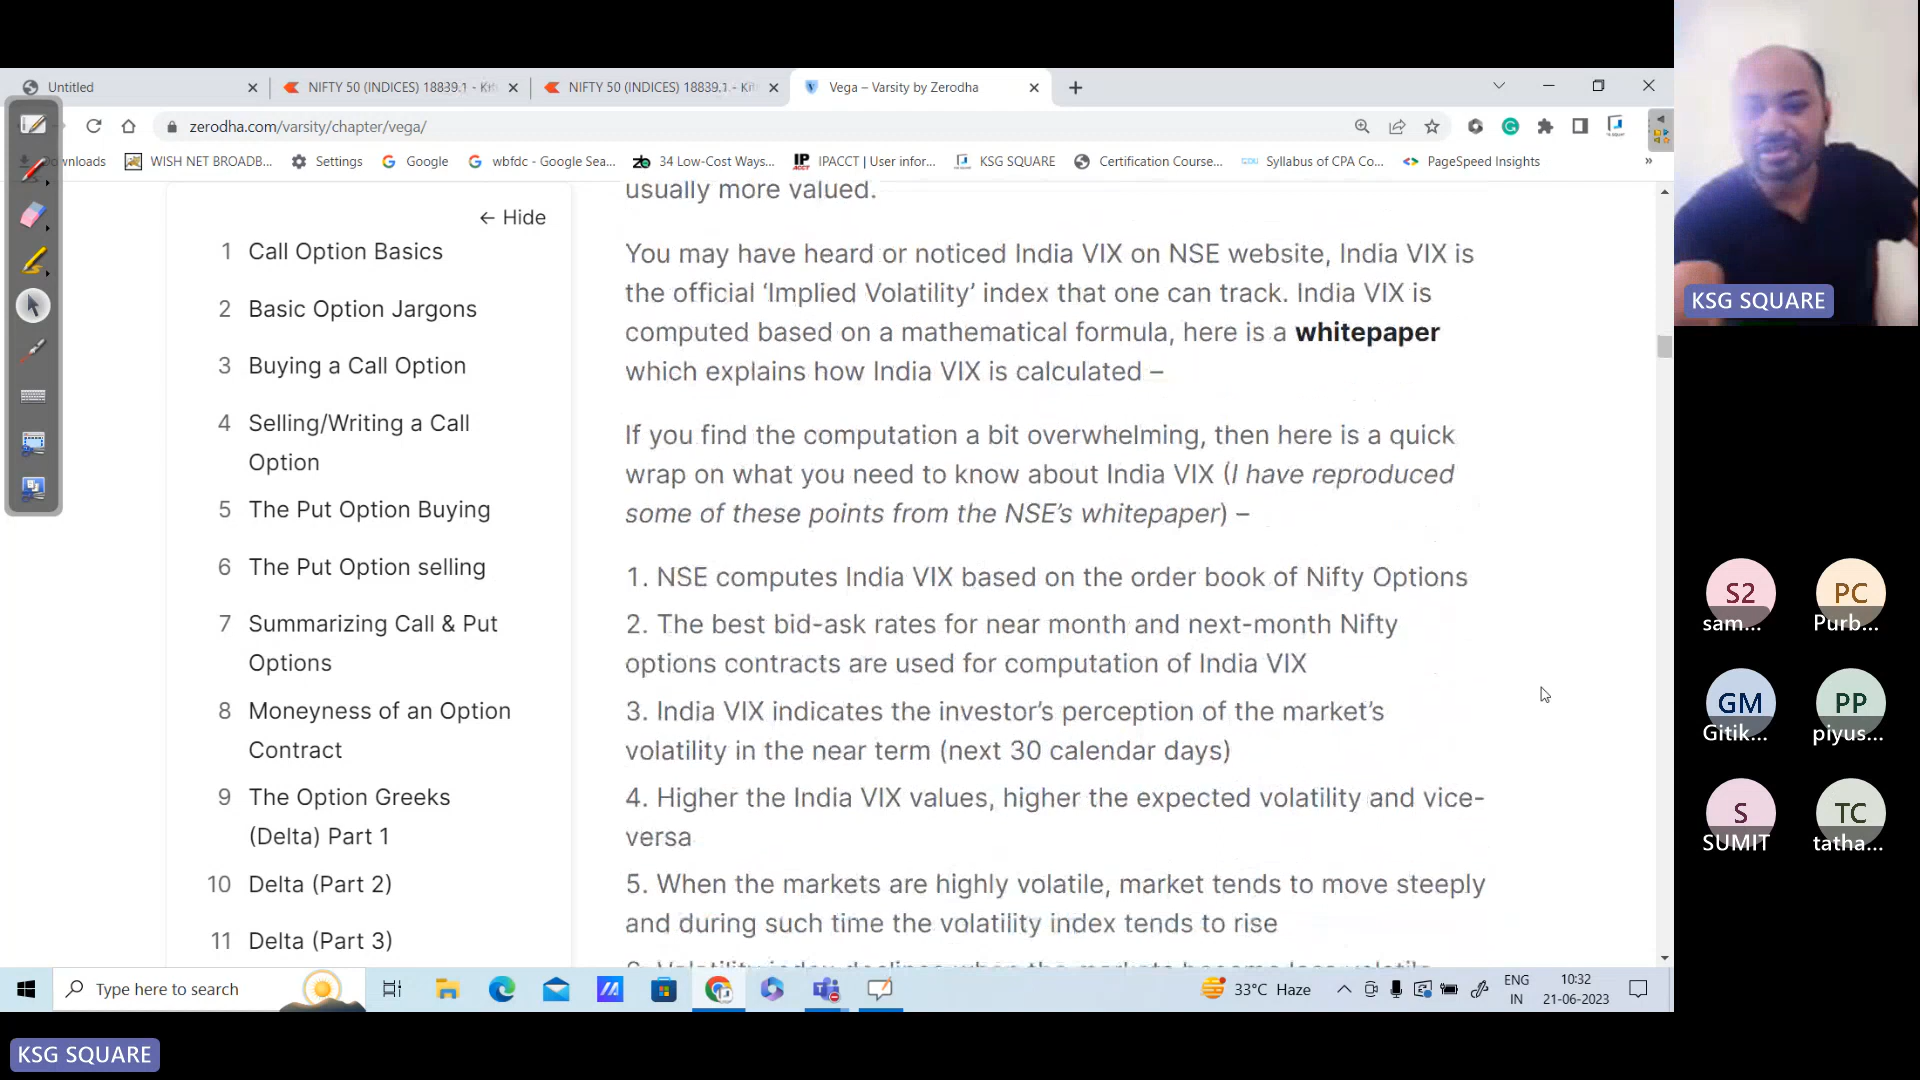 Untitled
NIFTY 50 (INDICES) 18839.1 - Kit
NIFTY 50 (INDICES) 18839.1 - Kit
Vega – Varsity by Zerodha
zerodha.com/varsity/chapter/vega/
WISH NET BROADB...
Settings
Google
wbfdc - Google Sea...
34 Low-Cost Ways...
IPACCT | User infor...
KSG SQUARE
Certification Course...
Syllabus of CPA Co...
PageSpeed Insights
»
← Hide
1 Call Option Basics
2 Basic Option Jargons
3 Buying a Call Option
4 Selling/Writing a Call
Option
5 The Put Option Buying
6 The Put Option selling
7 Summarizing Call & Put
Options
8 Moneyness of an Option
Contract
9 The Option Greeks
(Delta) Part 1
10 Delta (Part 2)
11 Delta (Part 3)
usually more valued.
You may have heard or noticed India VIX on NSE website, India VIX is
the official ‘Implied Volatility’ index that one can track. India VIX is
computed based on a mathematical formula, here is a whitepaper
which explains how India VIX is calculated –
If you find the computation a bit overwhelming, then here is a quick
wrap on what you need to know about India VIX (I have reproduced
some of these points from the NSE’s whitepaper) –
1. NSE computes India VIX based on the order book of Nifty Options
2. The best bid-ask rates for near month and next-month Nifty
options contracts are used for computation of India VIX
3. India VIX indicates the investor’s perception of the market’s
volatility in the near term (next 30 calendar days)
4. Higher the India VIX values, higher the expected volatility and vice-
versa
5. When the markets are highly volatile, market tends to move steeply
and during such time the volatility index tends to rise
KSG SQUARE
S2
sam...
PC
Purb...
GM
Gitik...
PP
piyus...
S
SUMIT
TC
tatha...
Type here to search
33°C Haze
ENG
IN
10:32
21-06-2023
KSG SQUARE